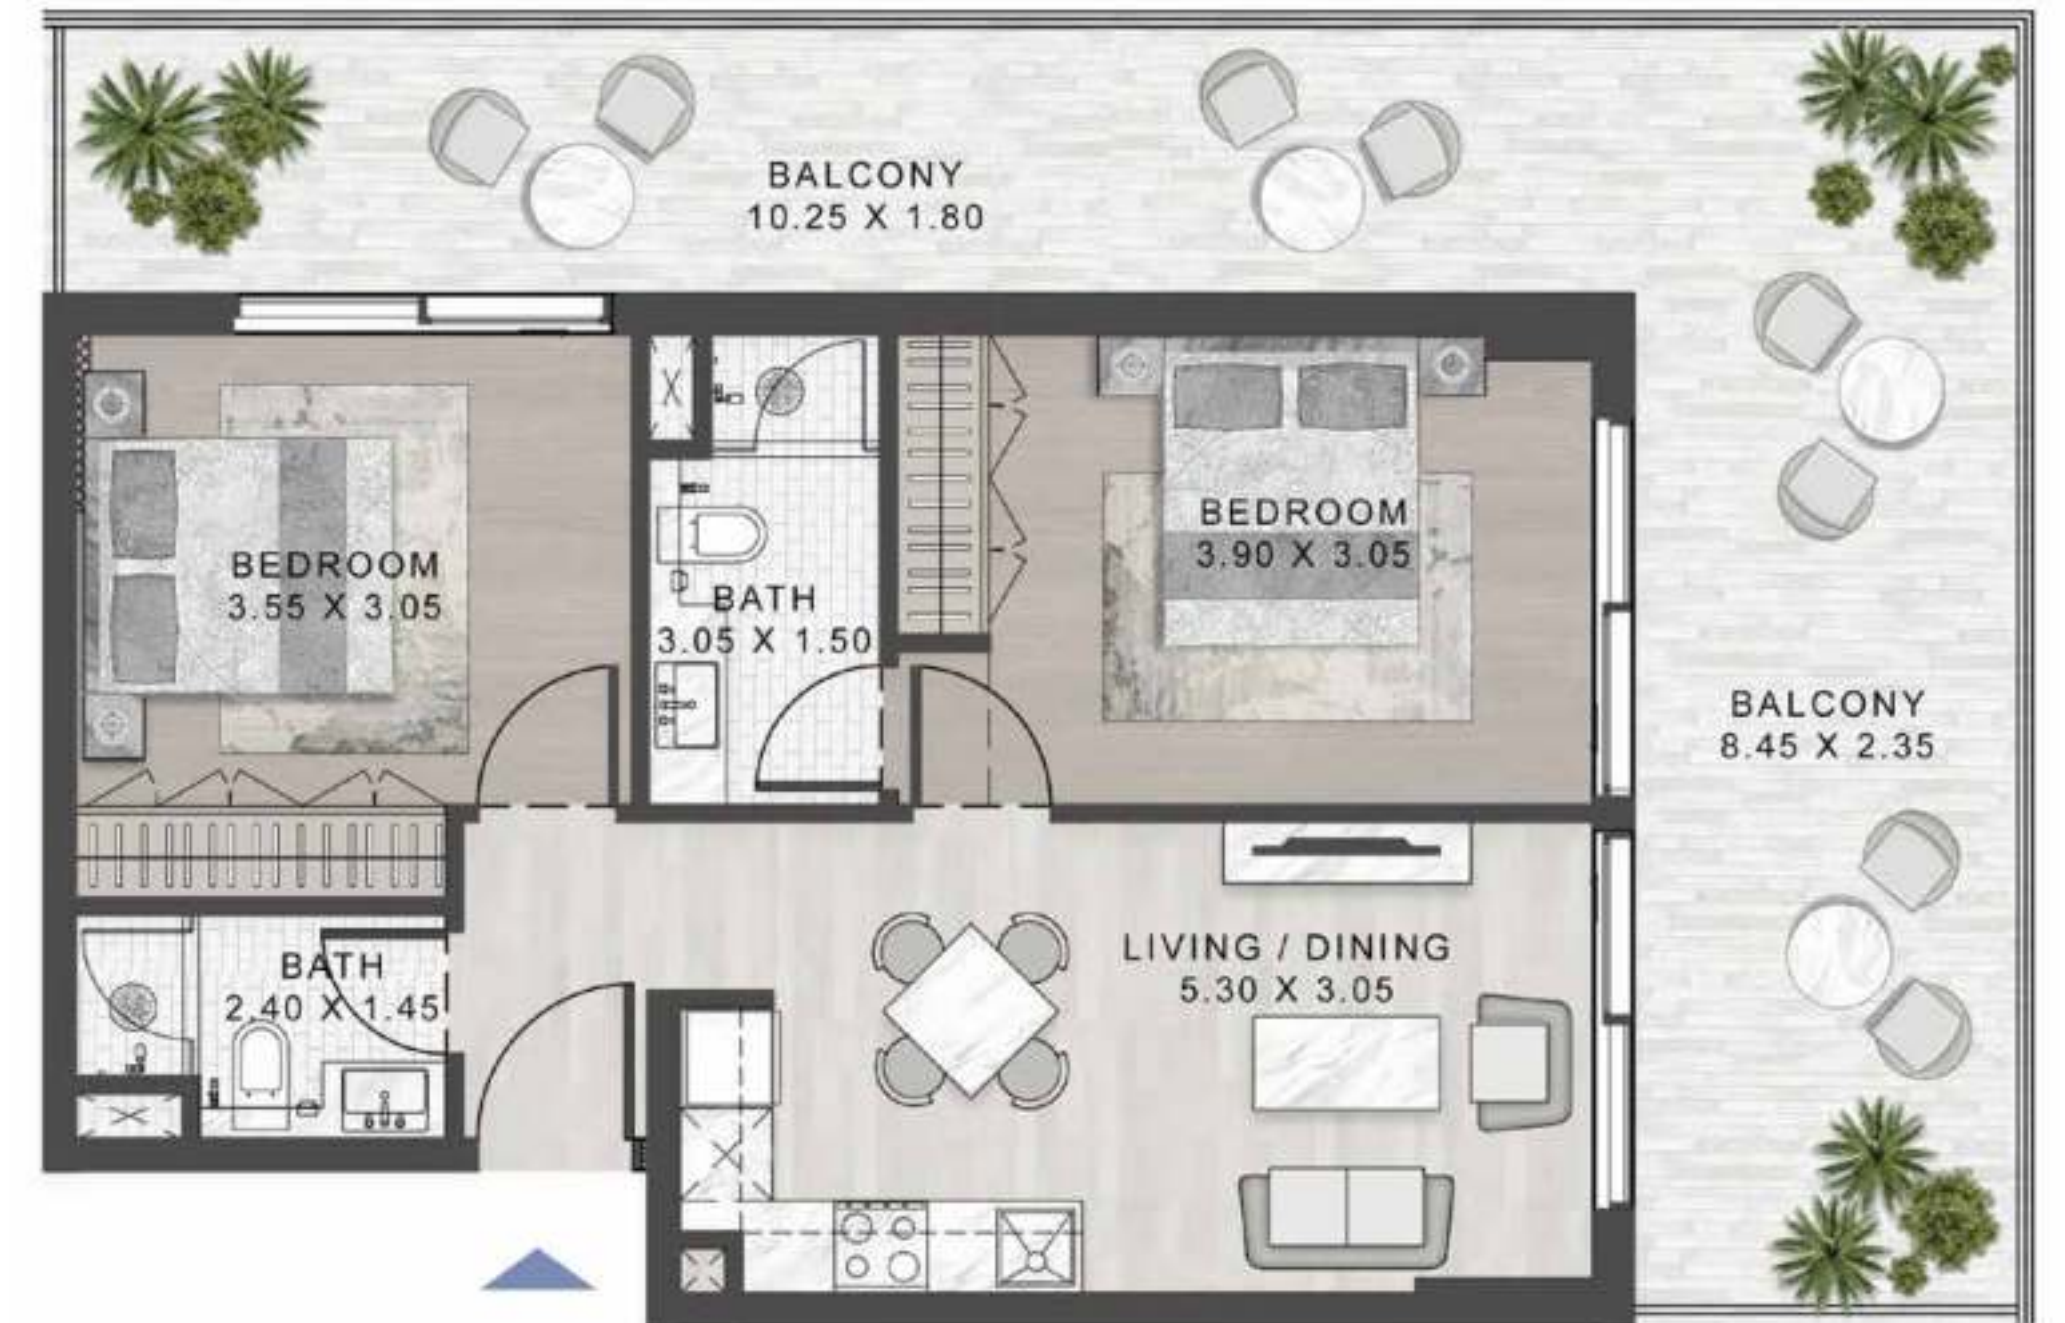 BALCONY
10.25 X 1.80
BEDROOM
3.90 X 3.05
BEDROOM
3.55 X 3.05
BATH
3.05 X 1.50
BALCONY
8.45 X 2.35
LIVING / DINING
5.30 X 3.05
BATH
2.40 X 1.45